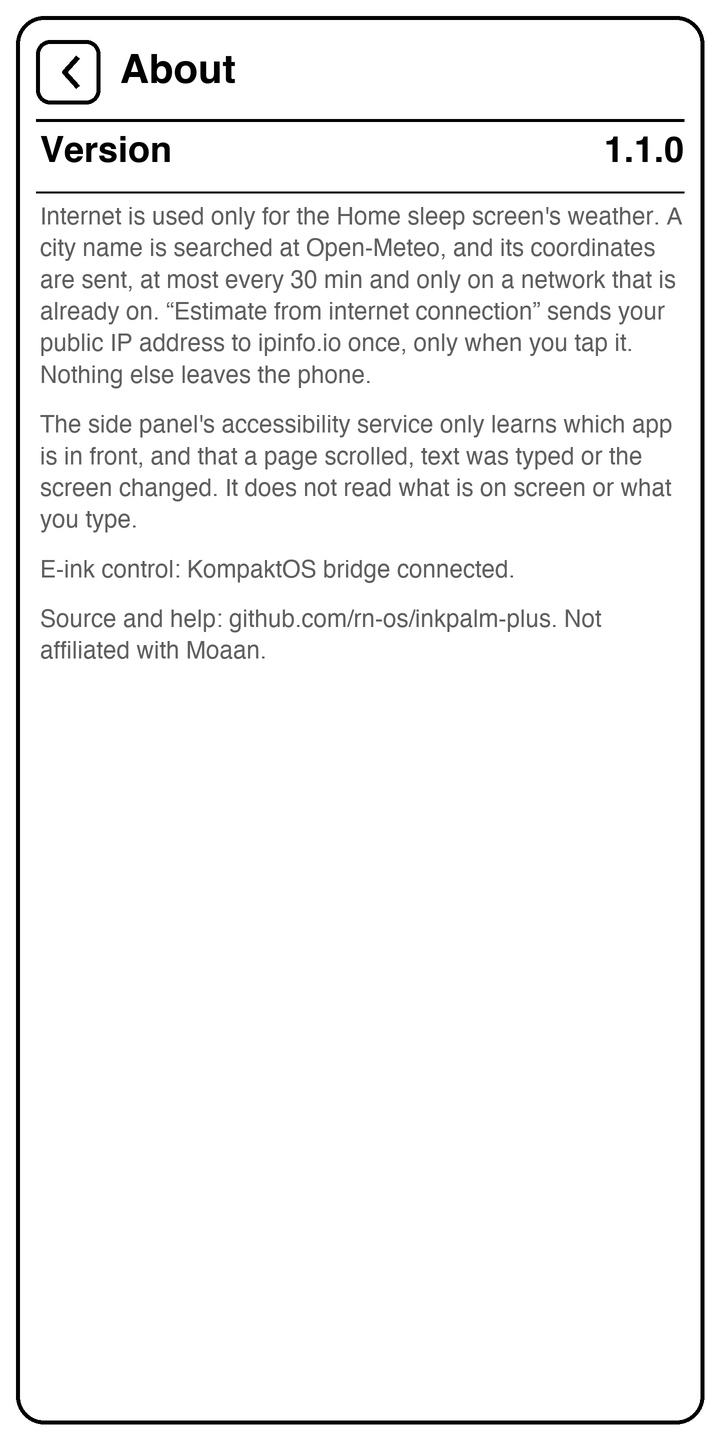 About
Version 1.1.0
Internet is used only for the Home sleep screen's weather. A
city name is searched at Open-Meteo, and its coordinates
are sent, at most every 30 min and only on a network that is
already on. “Estimate from internet connection” sends your
public IP address to ipinfo.io once, only when you tap it.
Nothing else leaves the phone.
The side panel's accessibility service only learns which app
is in front, and that a page scrolled, text was typed or the
screen changed. It does not read what is on screen or what
you type.
E-ink control: KompaktOS bridge connected.
Source and help: github.com/rn-os/inkpalm-plus. Not
affiliated with Moaan.